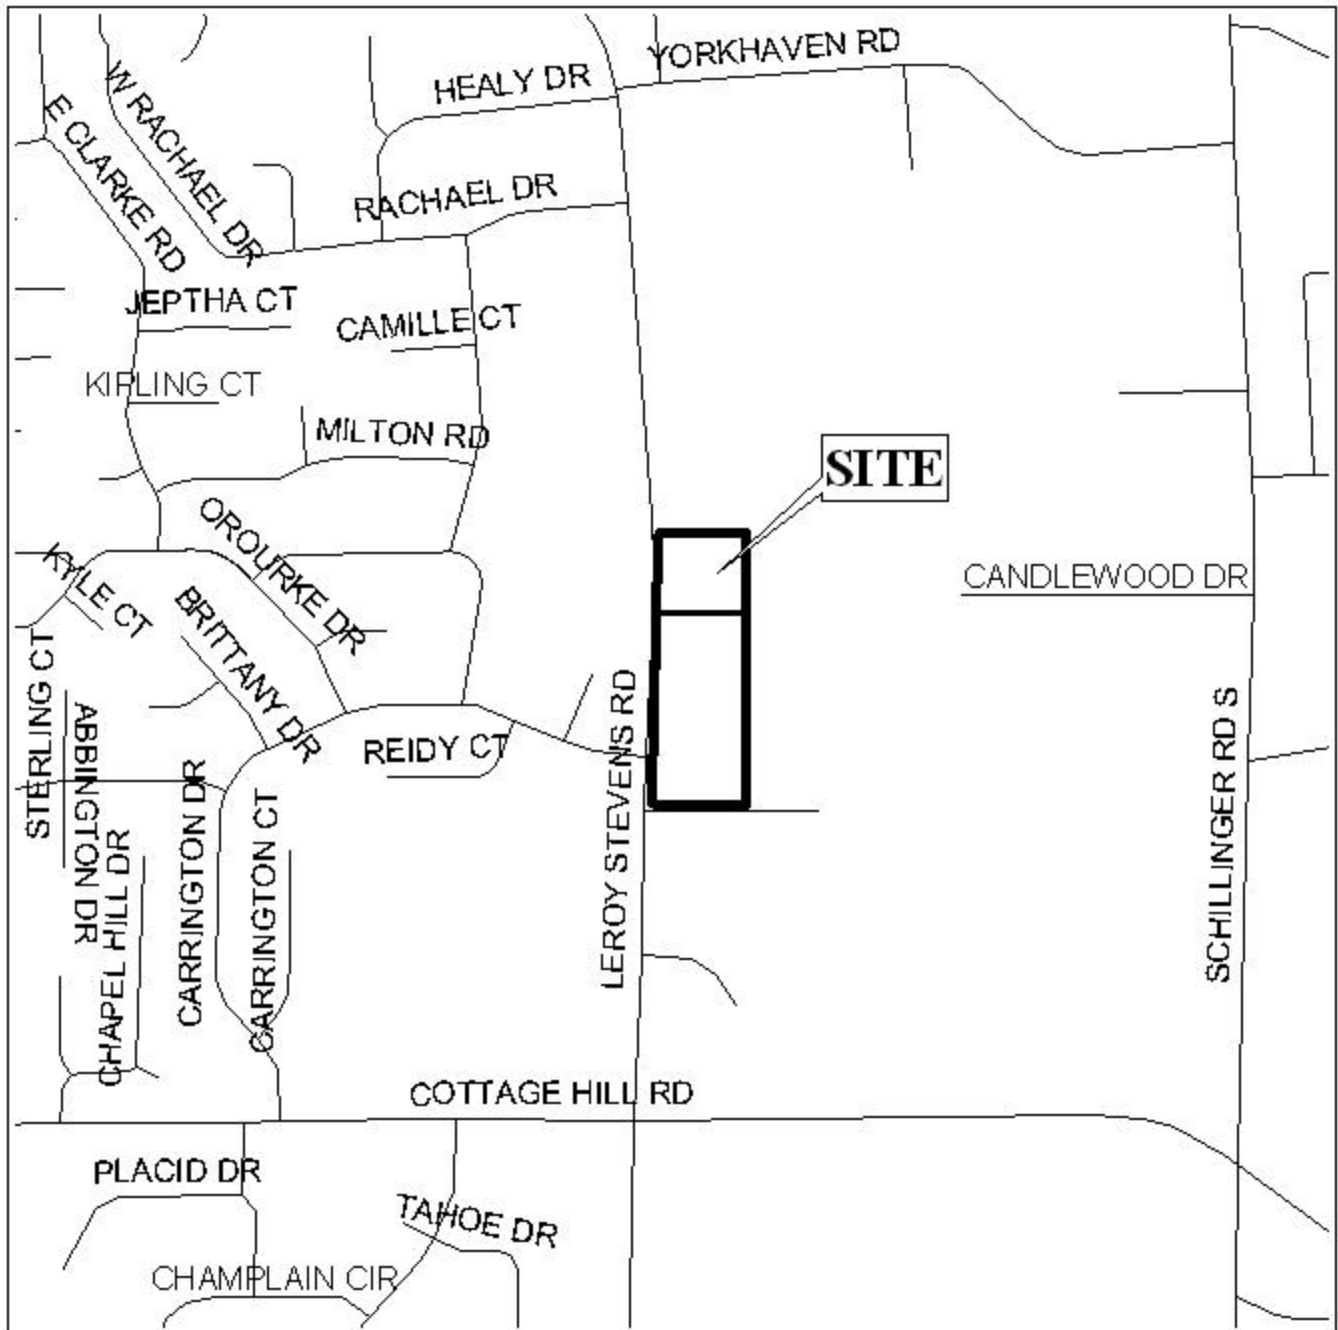 YORKHAVEN RD
HEALY DR
W RACHAEL DR
E CLARKE RD
RACHAEL DR
JEPTHA CT
CAMILLE CT
KIPLING CT
MILTON RD
SITE
OROURKE DR
KYLE CT
BRITTANY DR
CANDLEWOOD DR
STERLING CT
ABBINGTON DR
REIDY CT
LEROY STEVENS RD
SCHILLINGER RD S
CARRINGTON DR
CARRINGTON CT
CHAPEL HILL DR
COTTAGE HILL RD
PLACID DR
TAHOE DR
CHAMPLAIN CIR